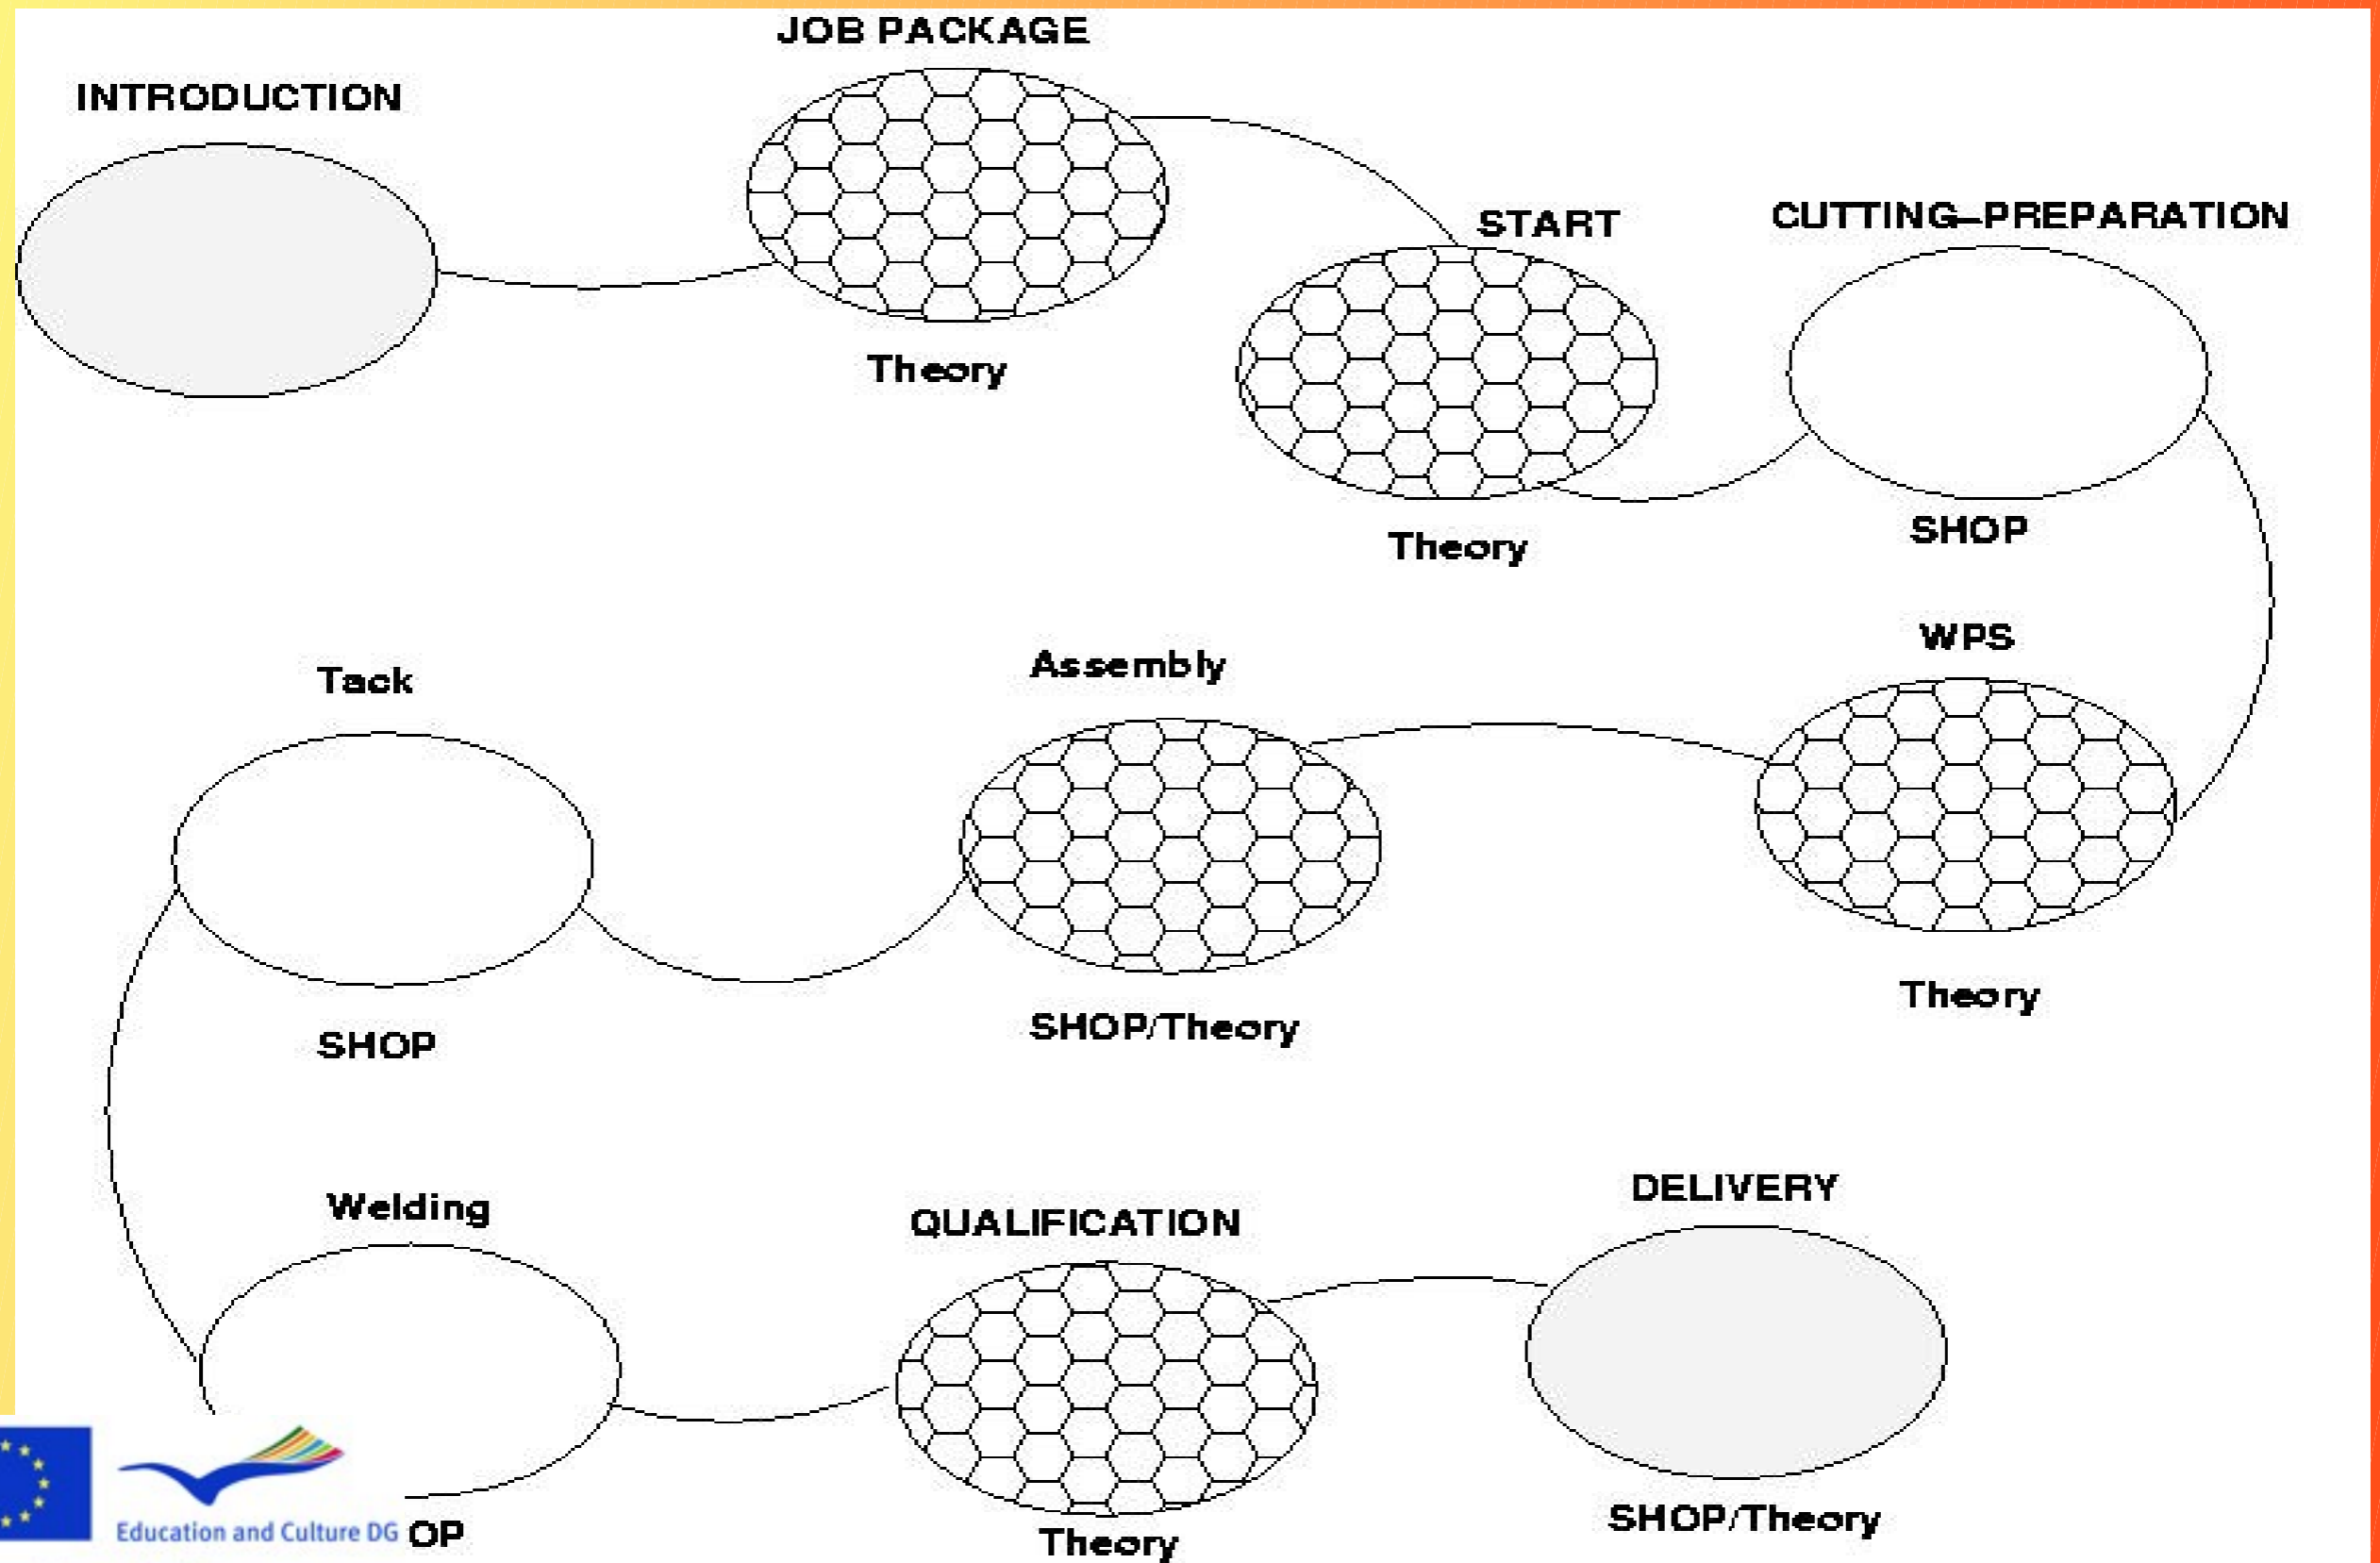 JOB PACKAGE
INTRODUCTION
Theory
START
CUTTING–PREPARATION
Theory
SHOP
WPS
Assembly
Tack
Theory
SHOP/Theory
SHOP
Welding
QUALIFICATION
DELIVERY
Education and Culture DG
OP
Theory
SHOP/Theory